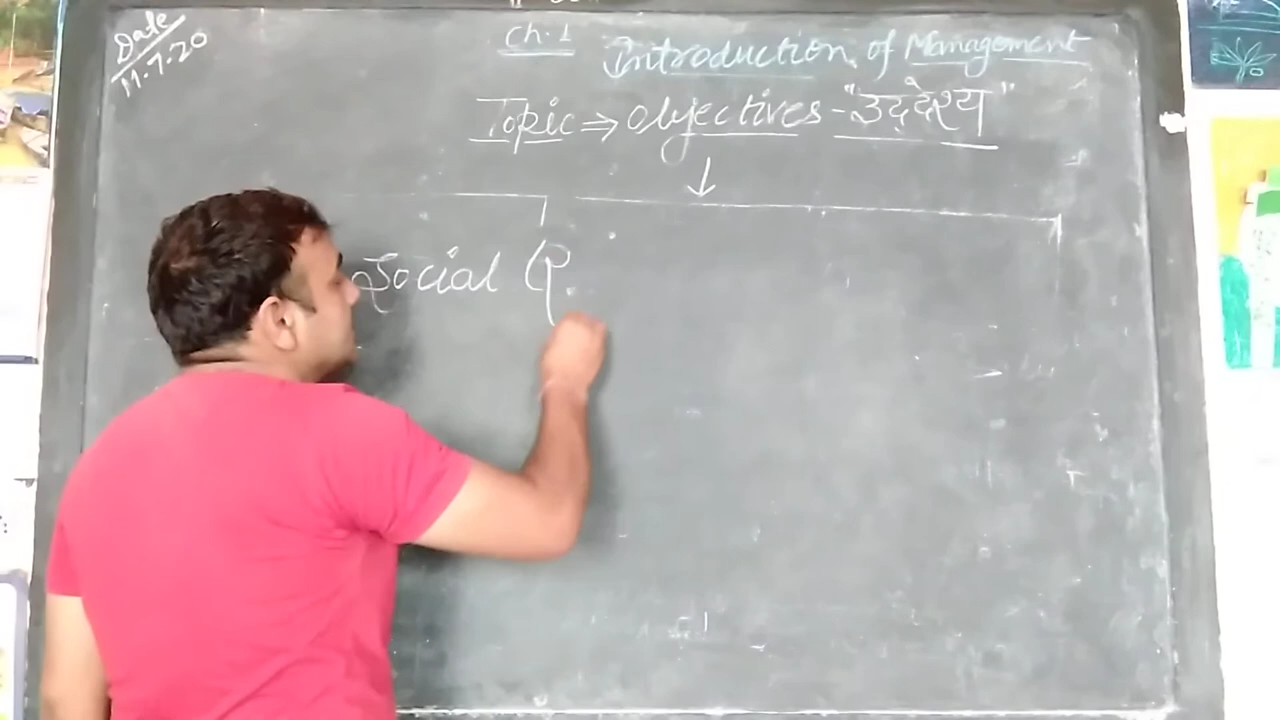 Date
11.7.20
Ch.1
Introduction of Management
Topic ⇒ Objectives - "उद्देश्य"
Social (P.